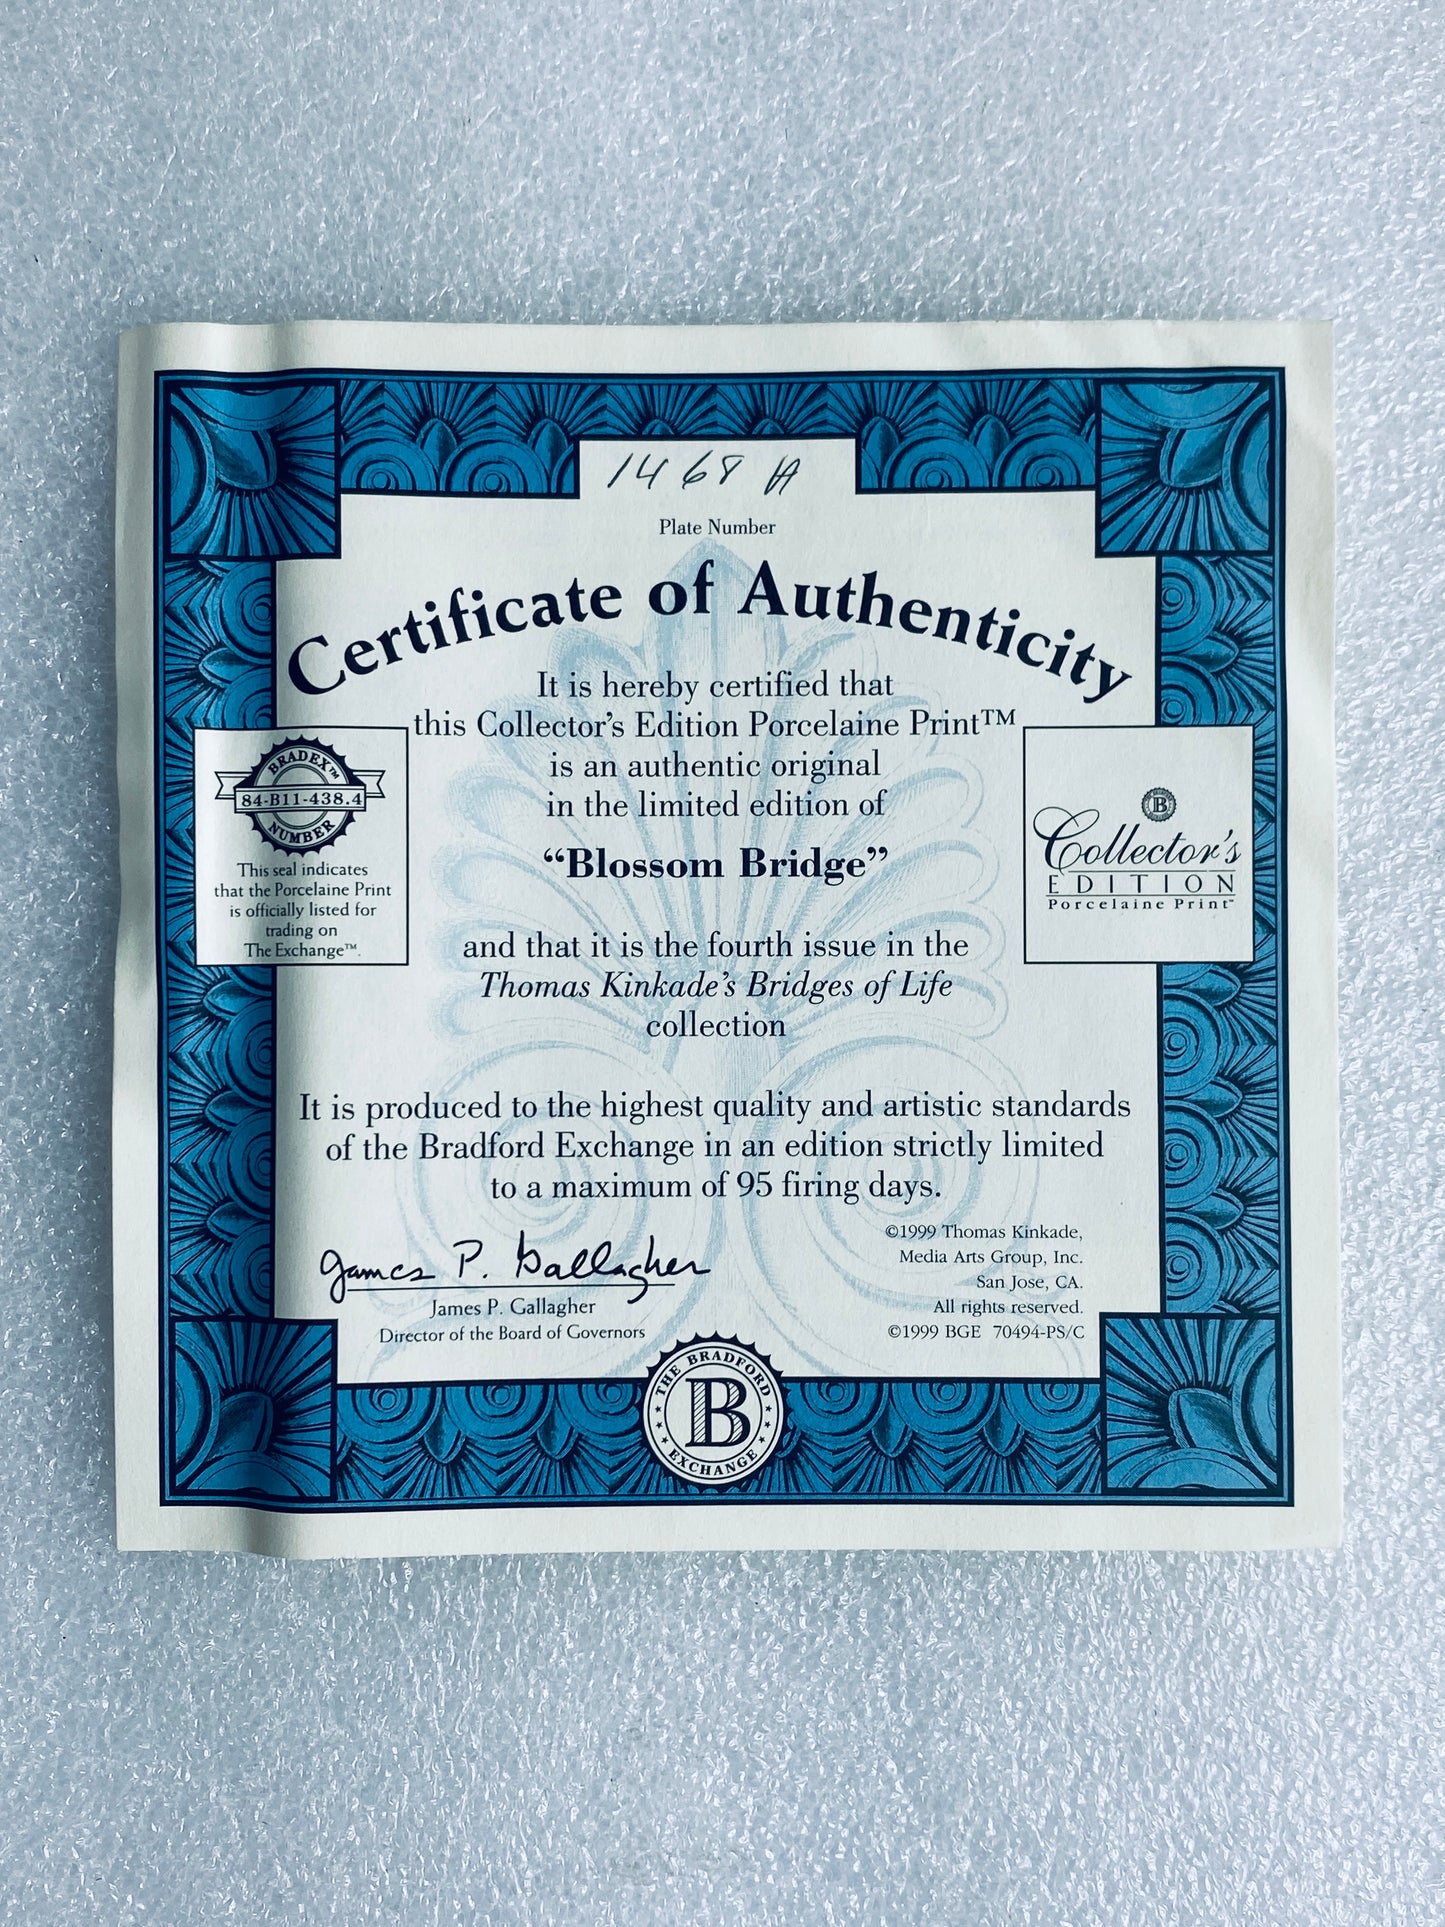 1468 A
Plate Number
Certificate of Authenticity
It is hereby certified that
this Collector's Edition Porcelaine Print™
is an authentic original
in the limited edition of
“Blossom Bridge”
and that it is the fourth issue in the
Thomas Kinkade's Bridges of Life
collection
BRADEX™
84-B11-438.4
NUMBER
This seal indicates
that the Porcelaine Print
is officially listed for
trading on
The Exchange™.
B
Collector's
EDITION
Porcelaine Print™
It is produced to the highest quality and artistic standards
of the Bradford Exchange in an edition strictly limited
to a maximum of 95 firing days.
James P. Gallagher
James P. Gallagher
Director of the Board of Governors
©1999 Thomas Kinkade,
Media Arts Group, Inc.
San Jose, CA.
All rights reserved.
©1999 BGE 70494-PS/C
THE BRADFORD
B
EXCHANGE